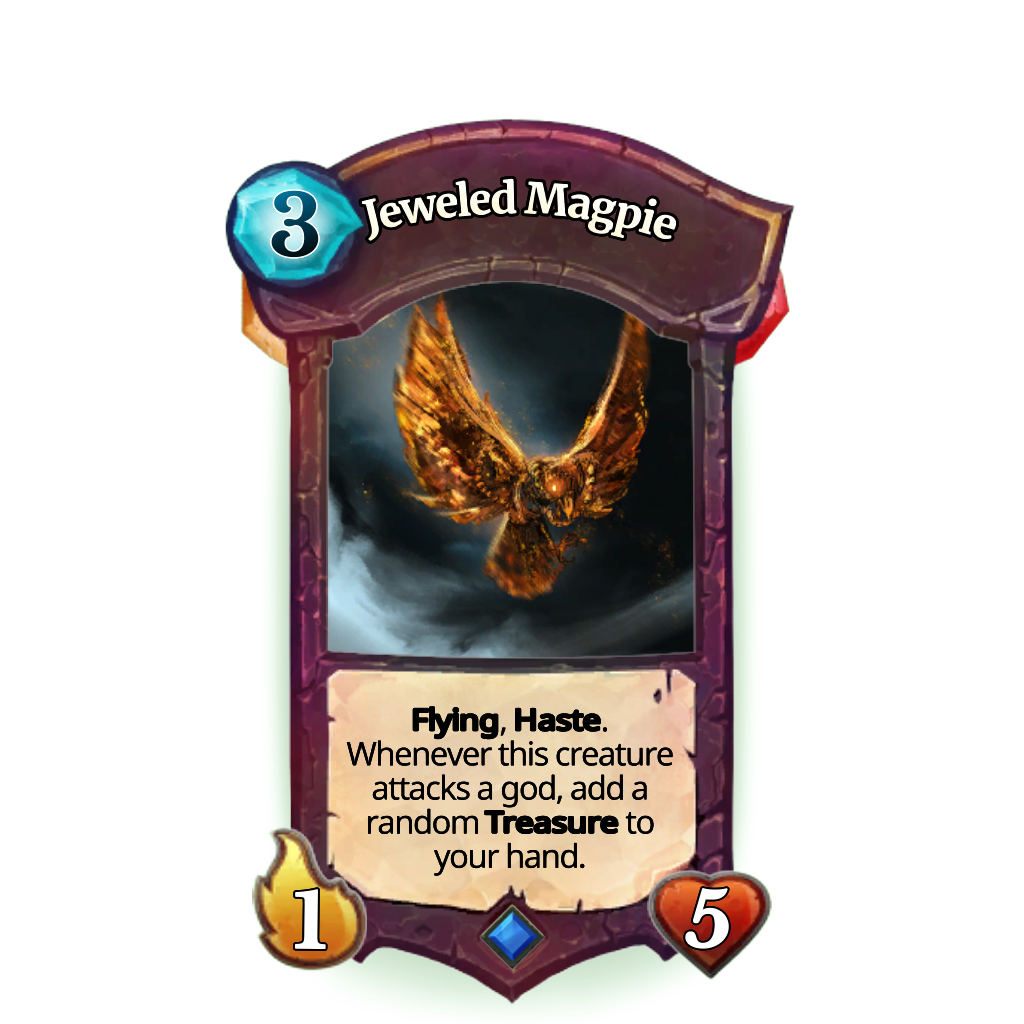 3
Jeweled Magpie
Flying, Haste.
Whenever this creature
attacks a god, add a
random Treasure to
your hand.
1
5